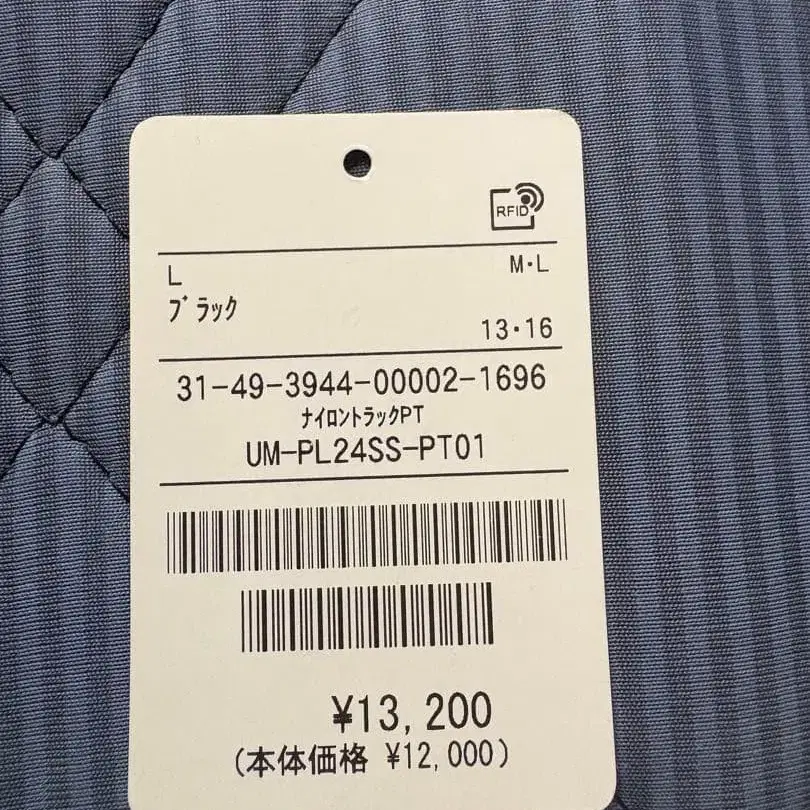 RFID
L M・L
ﾌﾞﾗｯｸ
13・16
31-49-3944-00002-1696
ﾅｲﾛﾝﾄﾗｯｸPT
UM-PL24SS-PT01
¥13,200
(本体価格 ¥12,000)